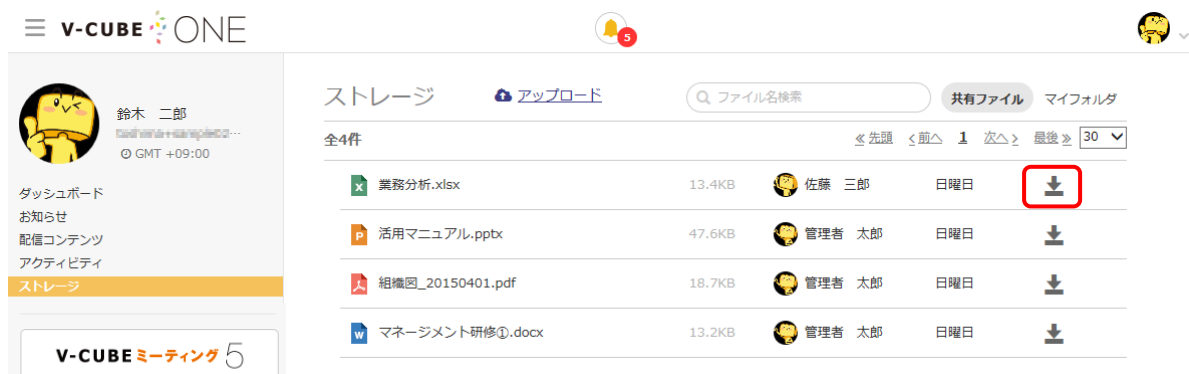 V-CUBE ONE
5
鈴木 二郎
GMT +09:00
ダッシュボード
お知らせ
配信コンテンツ
アクティビティ
ストレージ
V-CUBE ミーティング 5
ストレージ アップロード ファイル名検索 共有ファイル マイフォルダ
全4件 ≪ 先頭 < 前へ 1 次へ > 最後 ≫ 30
業務分析.xlsx 13.4KB 佐藤 三郎 日曜日
活用マニュアル.pptx 47.6KB 管理者 太郎 日曜日
組織図_20150401.pdf 18.7KB 管理者 太郎 日曜日
マネージメント研修①.docx 13.2KB 管理者 太郎 日曜日